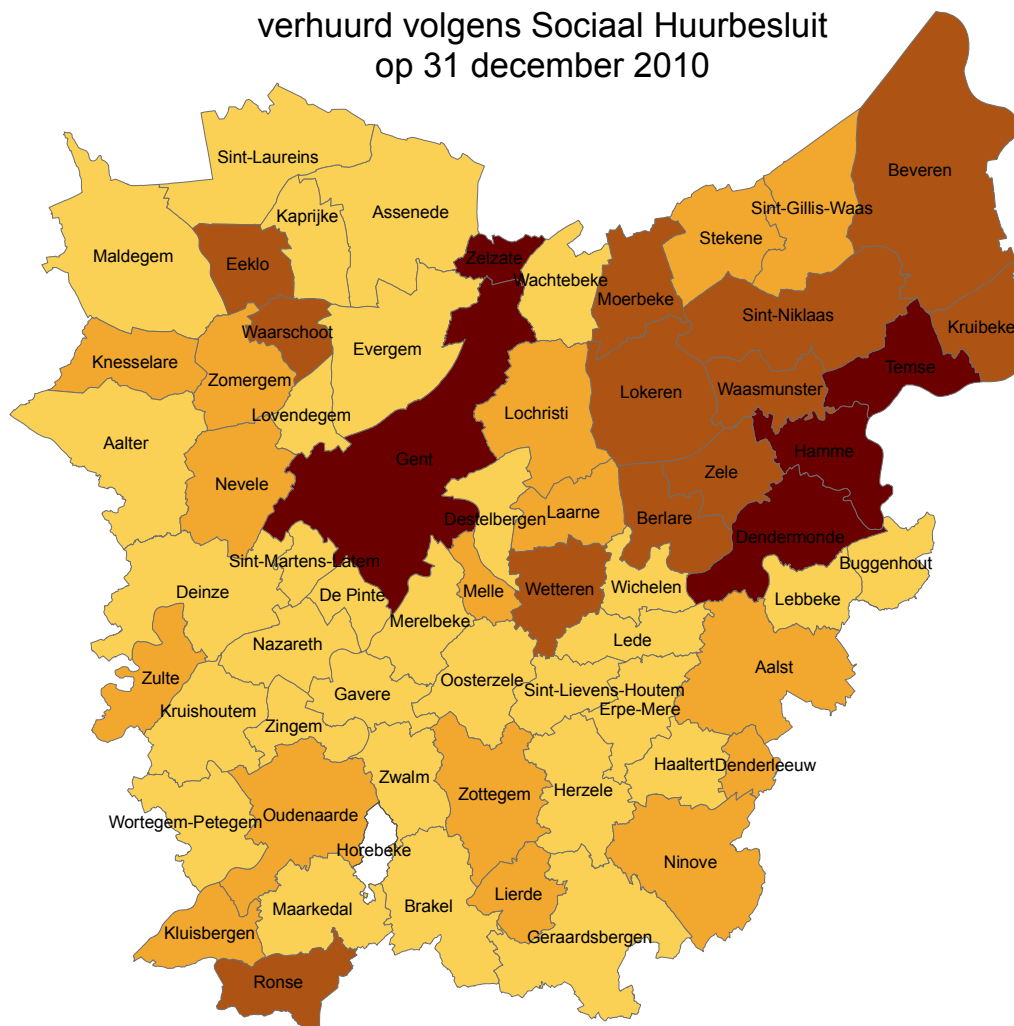 verhuurd volgens Sociaal Huurbesluit
op 31 december 2010
Sint-Laureins
Beveren
Kaprijke
Assenede
Sint-Gillis-Waas
Stekene
Maldegem
Eeklo
Zelzate
Wachtebeke
Moerbeke
Sint-Niklaas
Kruibeke
Waarschoot
Evergem
Knesselare
Zomergem
Temse
Lokeren
Waasmunster
Lochristi
Lovendegem
Aalter
Gent
Hamme
Zele
Nevele
Laarne
Berlare
Destelbergen
Dendermonde
Sint-Martens-Latem
Buggenhout
Deinze
De Pinte
Melle
Wetteren
Wichelen
Lebbeke
Merelbeke
Nazareth
Lede
Aalst
Zulte
Gavere
Oosterzele
Sint-Lievens-Houtem
Kruishoutem
Zingem
Erpe-Mere
Zwalm
Haaltert
Denderleeuw
Herzele
Zottegem
Oudenaarde
Wortegem-Petegem
Horebeke
Ninove
Lierde
Brakel
Maarkedal
Kluisbergen
Geraardsbergen
Ronse